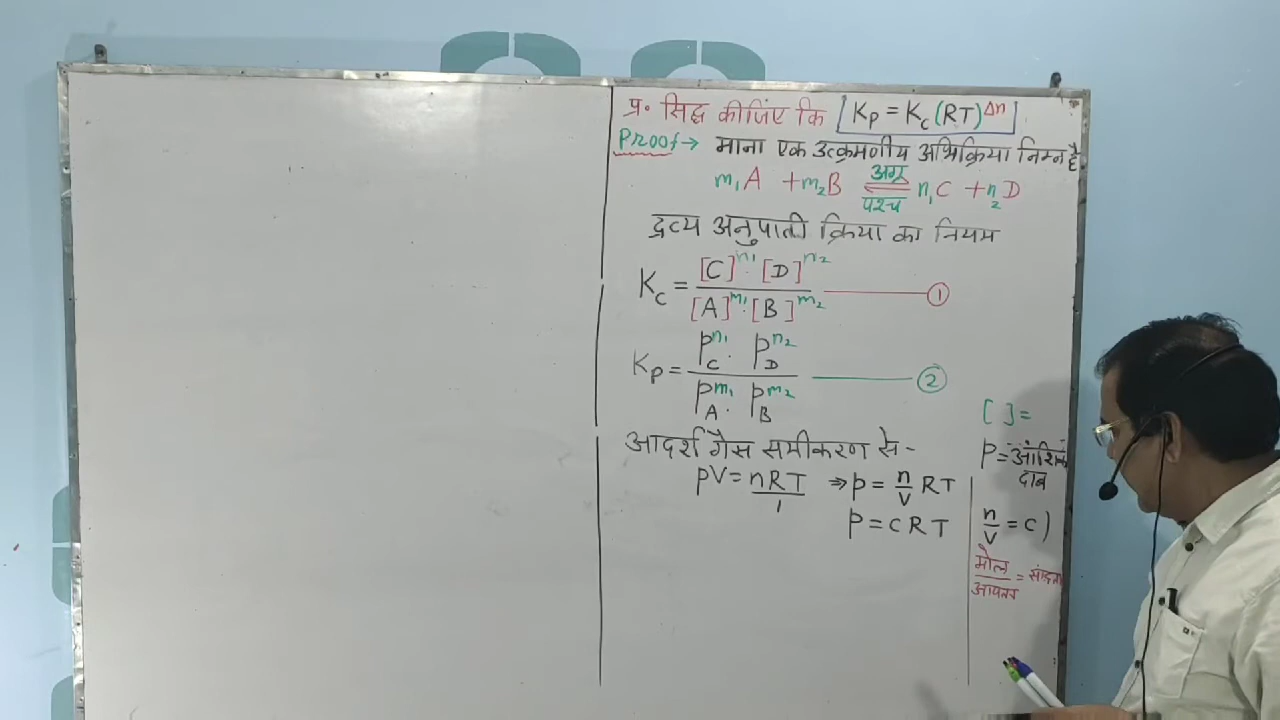 प्र॰ सिद्ध कीजिए कि Kp = Kc(RT)^Δn
Proof→ माना एक उत्क्रमणीय अभिक्रिया निम्न है
m₁A + m₂B ⇌ n₁C + n₂D
अग्र
पश्च
द्रव्य अनुपाती क्रिया का नियम
Kc = [C]^n₁ · [D]^n₂ / [A]^m₁ · [B]^m₂ ——— ①
Kp = p_C^n₁ · p_D^n₂ / p_A^m₁ · p_B^m₂ ——— ②
आदर्श गैस समीकरण से -
pV = nRT/1 ⇒ p = n/V RT
p = CRT
[ ] =
p = आंशिक
दाब
n/V = C)
मोल/आयतन = सांद्रता